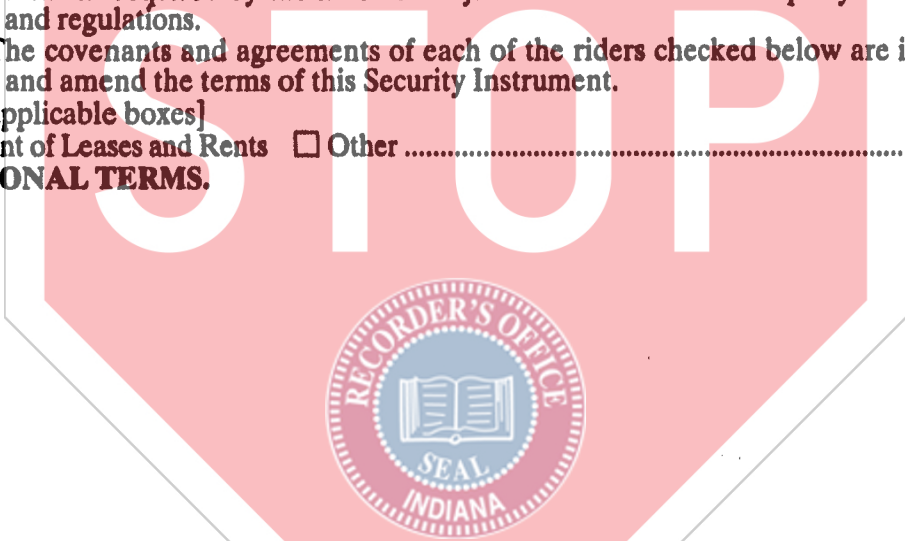 and regulations.
he covenants and agreements of each of the riders checked below are i
and amend the terms of this Security Instrument.
pplicable boxes]
nt of Leases and Rents ☐ Other
ONAL TERMS.
STOP
RECORDER'S OFFICE
SEAL
INDIANA